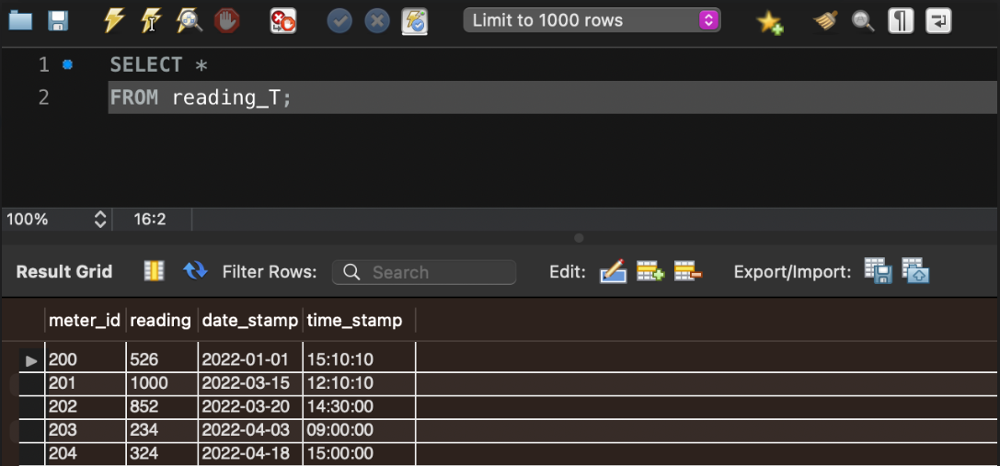 Limit to 1000 rows
1 SELECT *
2 FROM reading_T;
100% 16:2
Result Grid Filter Rows: Search Edit: Export/Import:
meter_id reading date_stamp time_stamp
200 526 2022-01-01 15:10:10
201 1000 2022-03-15 12:10:10
202 852 2022-03-20 14:30:00
203 234 2022-04-03 09:00:00
204 324 2022-04-18 15:00:00